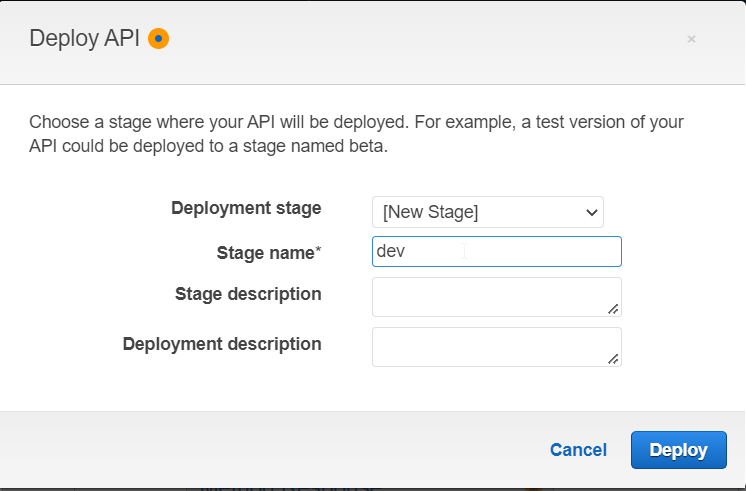 Deploy API
×
Choose a stage where your API will be deployed. For example, a test version of your
API could be deployed to a stage named beta.
Deployment stage [New Stage]
Stage name* dev
Stage description
Deployment description
Cancel Deploy